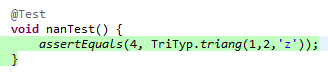 @Test
void nanTest() {
assertEquals(4, TriTyp.triang(1,2,'z'));
}